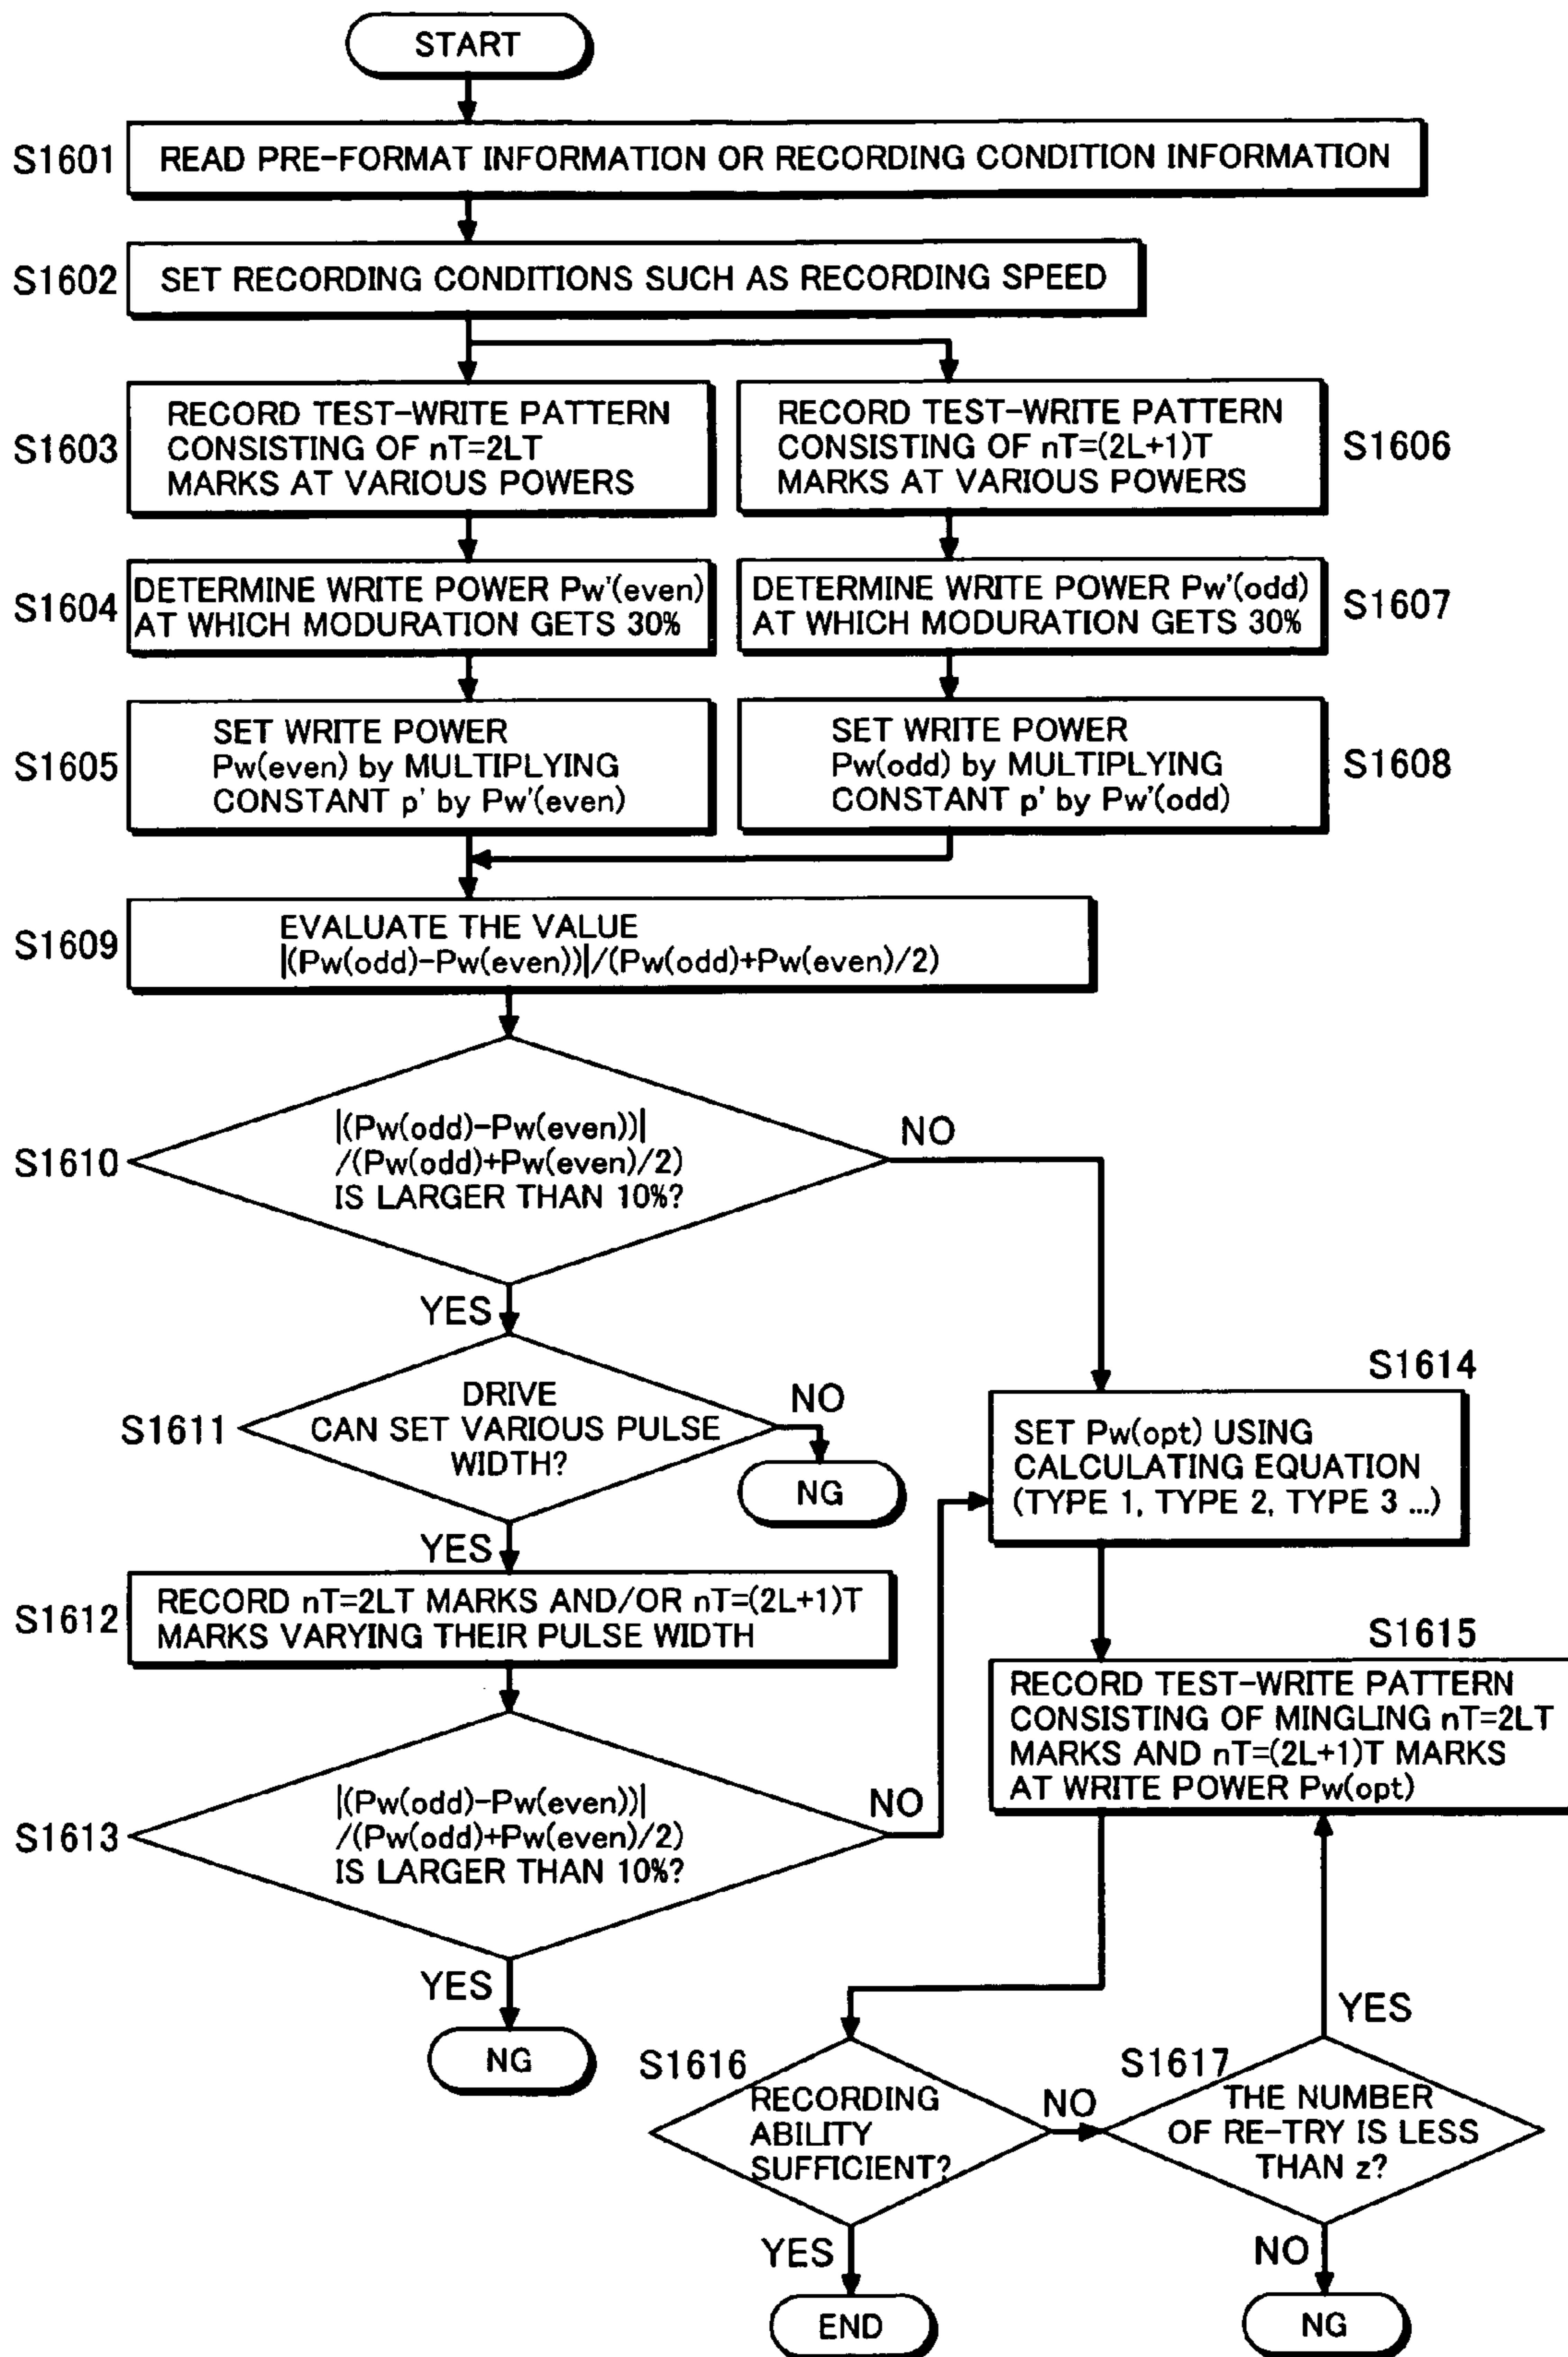 START
S1601
READ PRE-FORMAT INFORMATION OR RECORDING CONDITION INFORMATION
S1602
SET RECORDING CONDITIONS SUCH AS RECORDING SPEED
S1603
RECORD TEST-WRITE PATTERN
CONSISTING OF nT=2LT
MARKS AT VARIOUS POWERS
RECORD TEST-WRITE PATTERN
CONSISTING OF nT=(2L+1)T
MARKS AT VARIOUS POWERS
S1606
S1604
DETERMINE WRITE POWER Pw'(even)
AT WHICH MODURATION GETS 30%
DETERMINE WRITE POWER Pw'(odd)
AT WHICH MODURATION GETS 30%
S1607
S1605
SET WRITE POWER
Pw(even) by MULTIPLYING
CONSTANT p' by Pw'(even)
SET WRITE POWER
Pw(odd) by MULTIPLYING
CONSTANT p' by Pw'(odd)
S1608
S1609
EVALUATE THE VALUE
|(Pw(odd)-Pw(even))|/(Pw(odd)+Pw(even)/2)
S1610
|(Pw(odd)-Pw(even))|
/(Pw(odd)+Pw(even)/2)
IS LARGER THAN 10%?
NO
YES
S1611
DRIVE
CAN SET VARIOUS PULSE
WIDTH?
NO
NG
YES
S1614
SET Pw(opt) USING
CALCULATING EQUATION
(TYPE 1, TYPE 2, TYPE 3 ...)
S1612
RECORD nT=2LT MARKS AND/OR nT=(2L+1)T
MARKS VARYING THEIR PULSE WIDTH
S1615
RECORD TEST-WRITE PATTERN
CONSISTING OF MINGLING nT=2LT
MARKS AND nT=(2L+1)T MARKS
AT WRITE POWER Pw(opt)
S1613
|(Pw(odd)-Pw(even))|
/(Pw(odd)+Pw(even)/2)
IS LARGER THAN 10%?
NO
YES
NG
S1616
RECORDING
ABILITY
SUFFICIENT?
NO
YES
END
S1617
THE NUMBER
OF RE-TRY IS LESS
THAN z?
YES
NO
NG